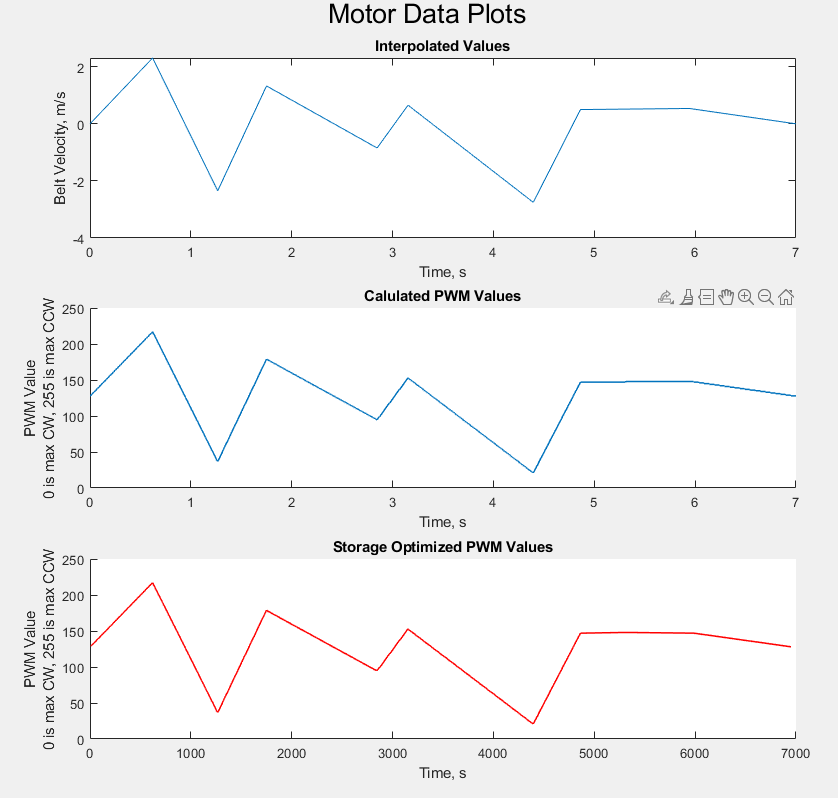 Motor Data Plots
Interpolated Values
Belt Velocity, m/s
2
0
-2
-4
0 1 2 3 4 5 6 7
Time, s
Calulated PWM Values
PWM Value
0 is max CW, 255 is max CCW
250
200
150
100
50
0
0 1 2 3 4 5 6 7
Time, s
Storage Optimized PWM Values
PWM Value
0 is max CW, 255 is max CCW
250
200
150
100
50
0
0 1000 2000 3000 4000 5000 6000 7000
Time, s